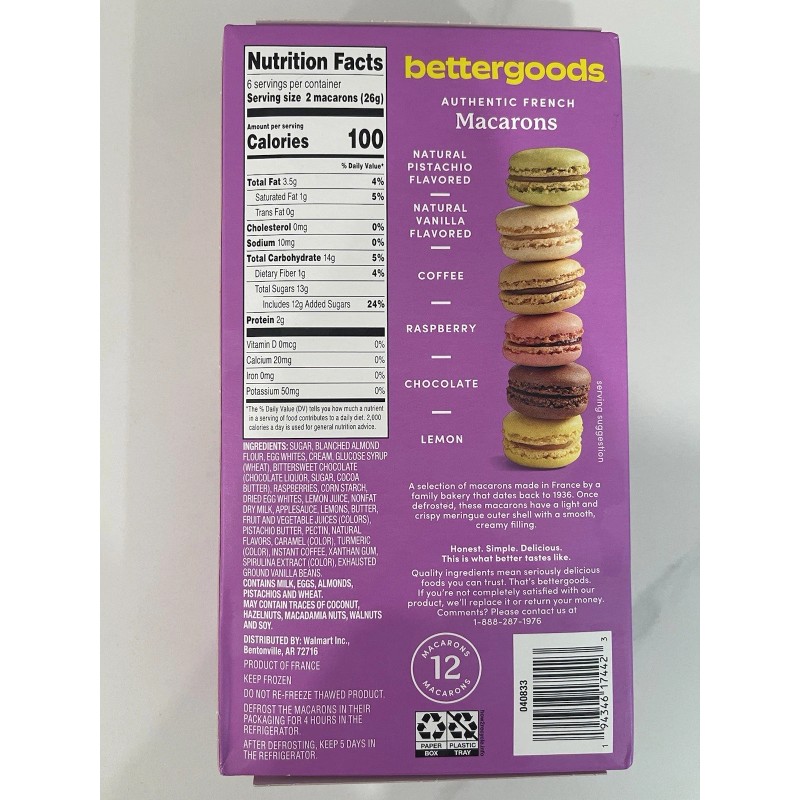 Nutrition Facts
6 servings per container
Serving size 2 macarons (26g)
Amount per serving
Calories 100
% Daily Value*
Total Fat 3.5g 4%
Saturated Fat 1g 5%
Trans Fat 0g
Cholesterol 0mg 0%
Sodium 10mg 0%
Total Carbohydrate 14g 5%
Dietary Fiber 1g 4%
Total Sugars 13g
Includes 12g Added Sugars 24%
Protein 2g
Vitamin D 0mcg 0%
Calcium 20mg 0%
Iron 0mg 0%
Potassium 50mg 0%
*The % Daily Value (DV) tells you how much a nutrient
in a serving of food contributes to a daily diet. 2,000
calories a day is used for general nutrition advice.
INGREDIENTS: SUGAR, BLANCHED ALMOND
FLOUR, EGG WHITES, CREAM, GLUCOSE SYRUP
(WHEAT), BITTERSWEET CHOCOLATE
(CHOCOLATE LIQUOR, SUGAR, COCOA
BUTTER), RASPBERRIES, CORN STARCH,
DRIED EGG WHITES, LEMON JUICE, NONFAT
DRY MILK, APPLESAUCE, LEMONS, BUTTER,
FRUIT AND VEGETABLE JUICES (COLORS),
PISTACHIO BUTTER, PECTIN, NATURAL
FLAVORS, CARAMEL (COLOR), TURMERIC
(COLOR), INSTANT COFFEE, XANTHAN GUM,
SPIRULINA EXTRACT (COLOR), EXHAUSTED
GROUND VANILLA BEANS.
CONTAINS MILK, EGGS, ALMONDS,
PISTACHIOS AND WHEAT.
MAY CONTAIN TRACES OF COCONUT,
HAZELNUTS, MACADAMIA NUTS, WALNUTS
AND SOY.
DISTRIBUTED BY: Walmart Inc.,
Bentonville, AR 72716
PRODUCT OF FRANCE
KEEP FROZEN
DO NOT RE-FREEZE THAWED PRODUCT.
DEFROST THE MACARONS IN THEIR
PACKAGING FOR 4 HOURS IN THE
REFRIGERATOR.
AFTER DEFROSTING, KEEP 5 DAYS IN
THE REFRIGERATOR.
bettergoods
AUTHENTIC FRENCH
Macarons
NATURAL
PISTACHIO
FLAVORED
NATURAL
VANILLA
FLAVORED
COFFEE
RASPBERRY
CHOCOLATE
LEMON
serving suggestion
A selection of macarons made in France by a
family bakery that dates back to 1936. Once
defrosted, these macarons have a light and
crispy meringue outer shell with a smooth,
creamy filling.
Honest. Simple. Delicious.
This is what better tastes like.
Quality ingredients mean seriously delicious
foods you can trust. That's bettergoods.
If you're not completely satisfied with our
product, we'll replace it or return your money.
Comments? Please contact us at
1-888-287-1976
MACARONS
12
MACARONS
PAPER
BOX
PLASTIC
TRAY
040833
1 94346 17442 3